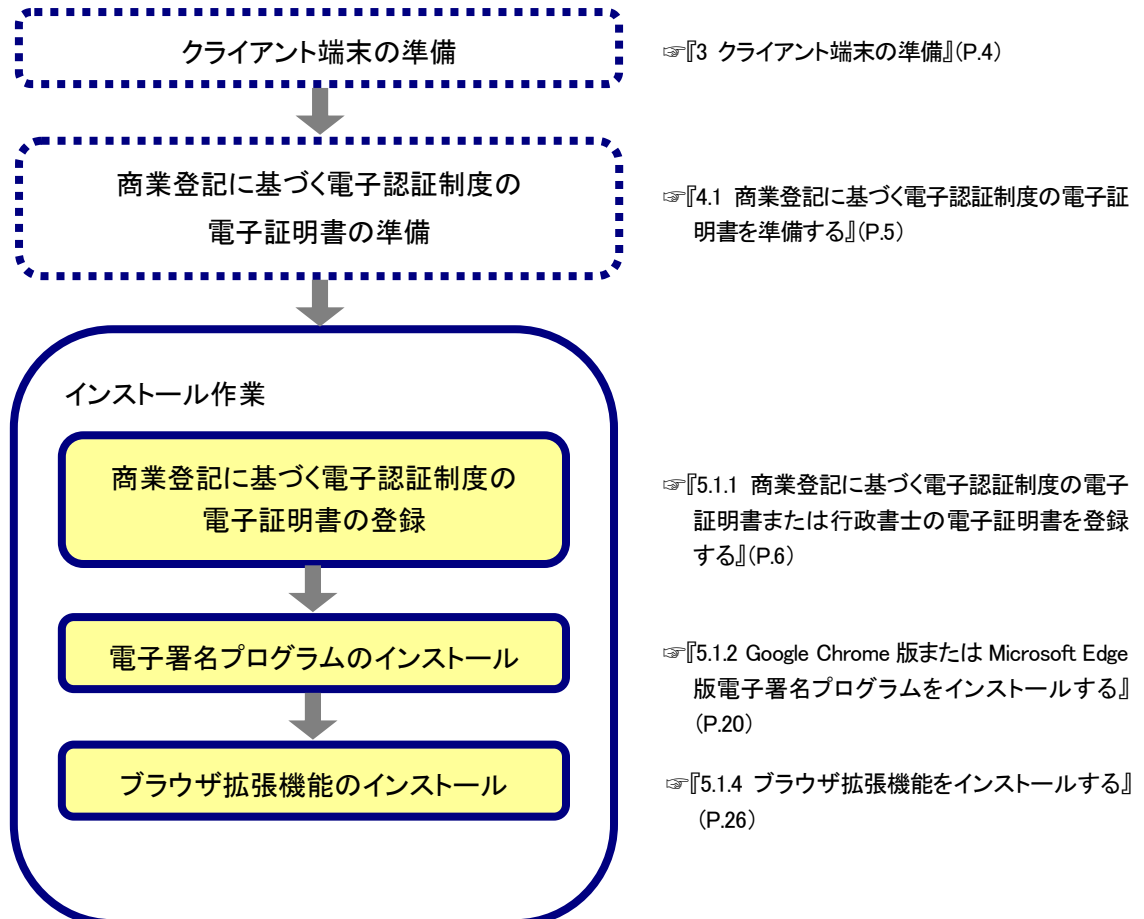 クライアント端末の準備
☞『3 クライアント端末の準備』(P.4)
商業登記に基づく電子認証制度の
電子証明書の準備
☞『4.1 商業登記に基づく電子認証制度の電子証
明書を準備する』(P.5)
インストール作業
商業登記に基づく電子認証制度の
電子証明書の登録
☞『5.1.1 商業登記に基づく電子認証制度の電子
証明書または行政書士の電子証明書を登録
する』(P.6)
電子署名プログラムのインストール
☞『5.1.2 Google Chrome 版または Microsoft Edge
版電子署名プログラムをインストールする』
(P.20)
ブラウザ拡張機能のインストール
☞『5.1.4 ブラウザ拡張機能をインストールする』
(P.26)